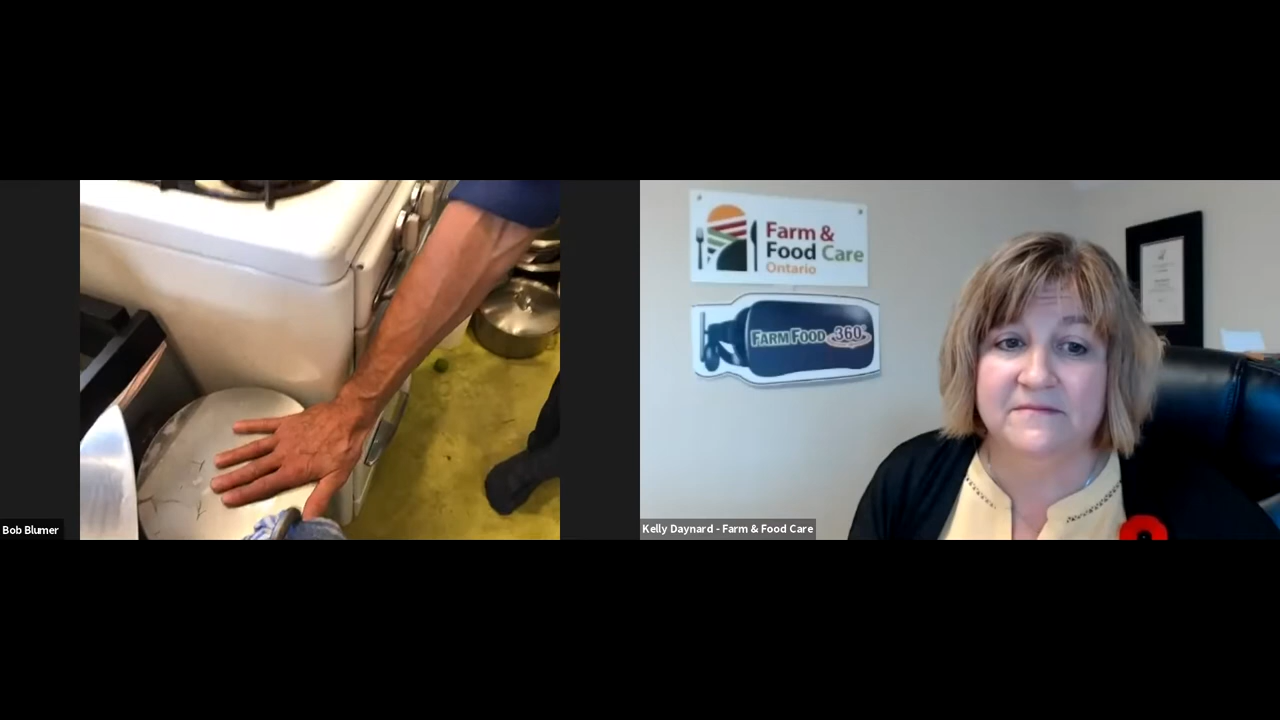 Farm &
Food Care
Ontario
FARM FOOD 360°
Bob Blumer
Kelly Daynard - Farm & Food Care